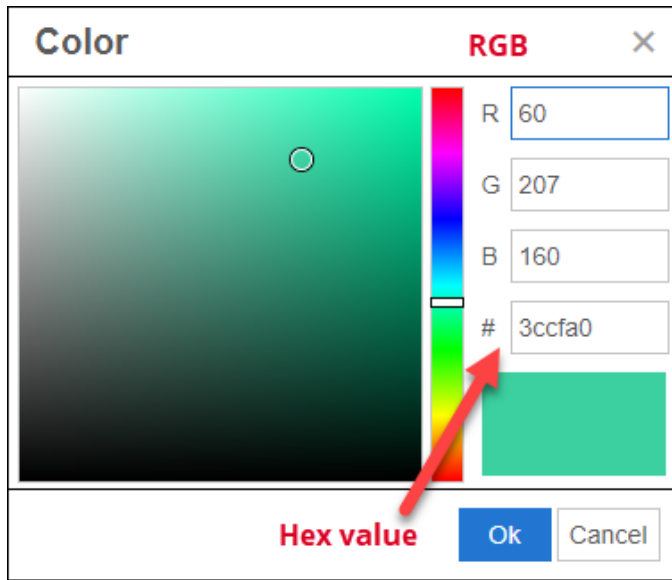 Color RGB ×
R 60
G 207
B 160
# 3ccfa0
Hex value Ok Cancel